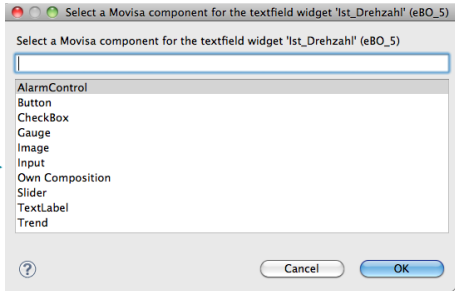 Select a Movisa component for the textfield widget 'Ist_Drehzahl' (eBO_5)
Select a Movisa component for the textfield widget 'Ist_Drehzahl' (eBO_5)
AlarmControl
Button
CheckBox
Gauge
Image
Input
Own Composition
Slider
TextLabel
Trend
?
Cancel
OK